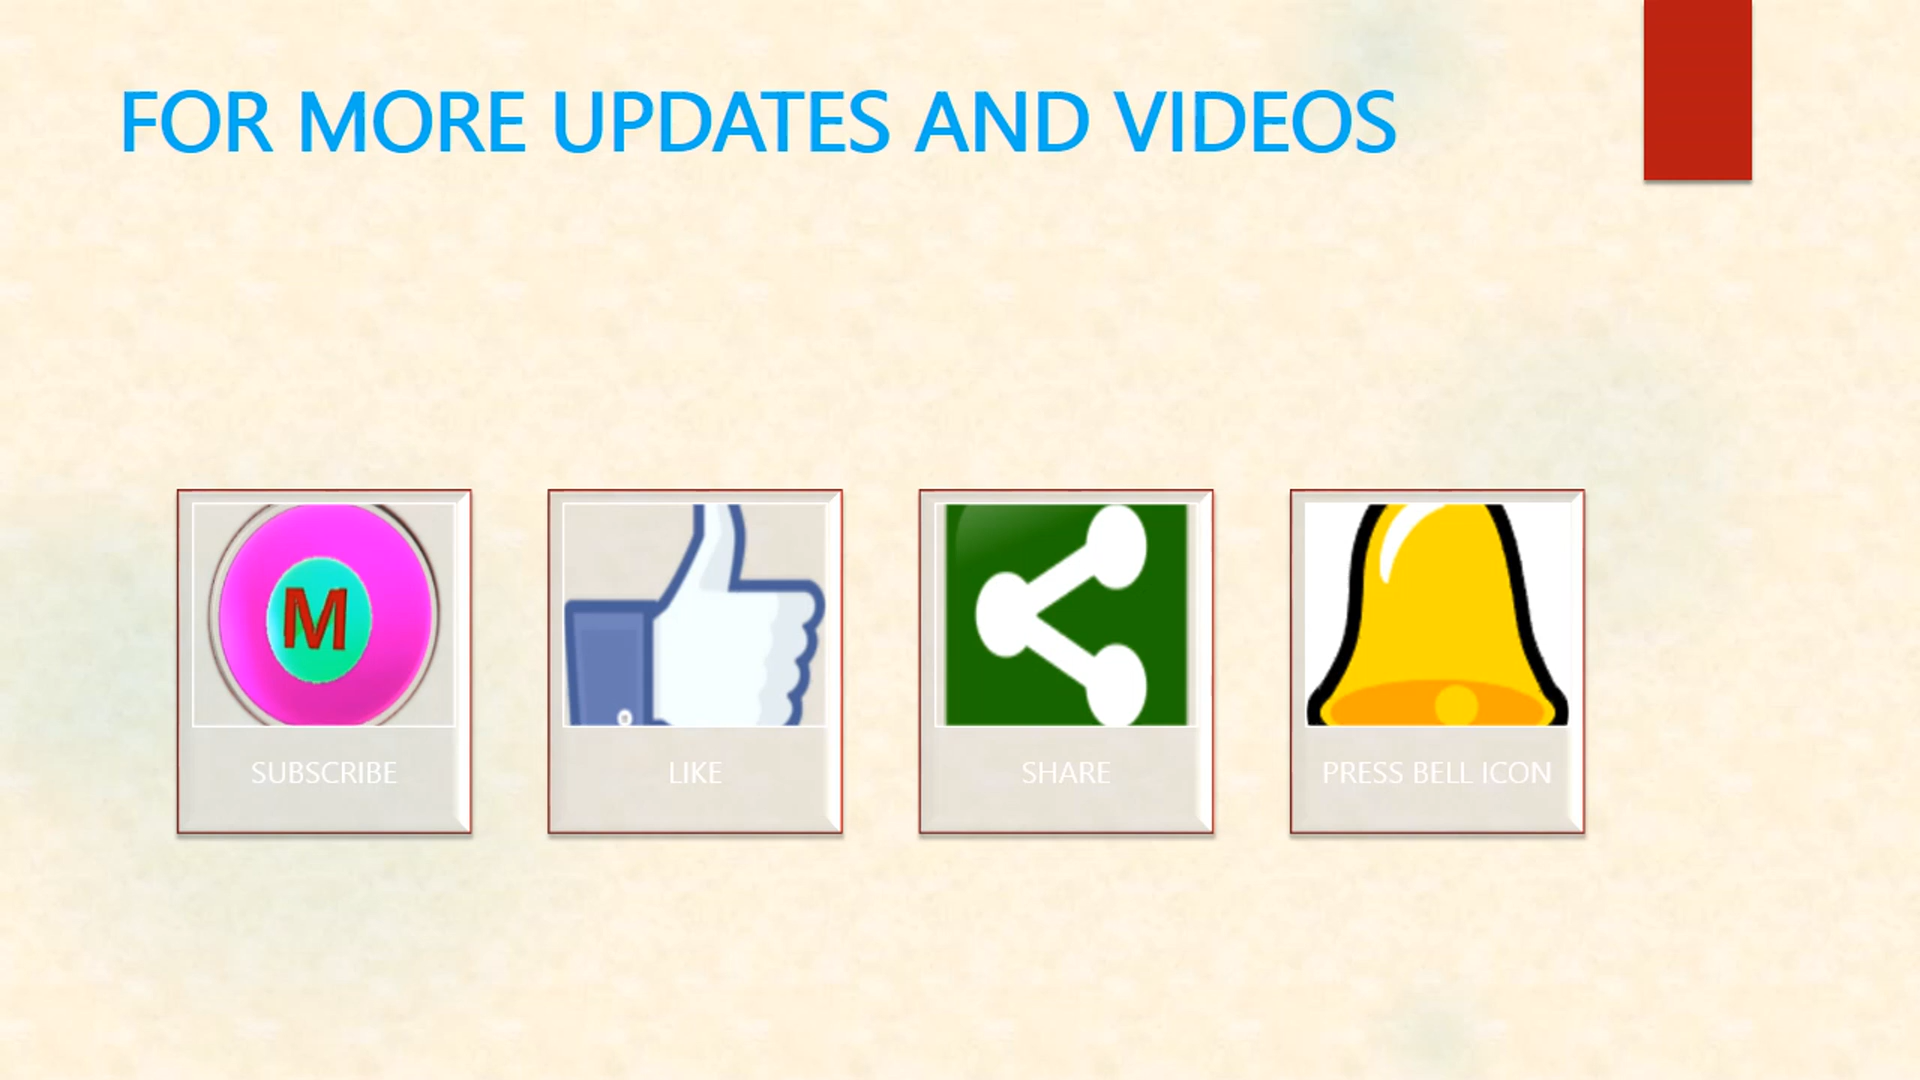 FOR MORE UPDATES AND VIDEOS
M
SUBSCRIBE
LIKE
SHARE
PRESS BELL ICON